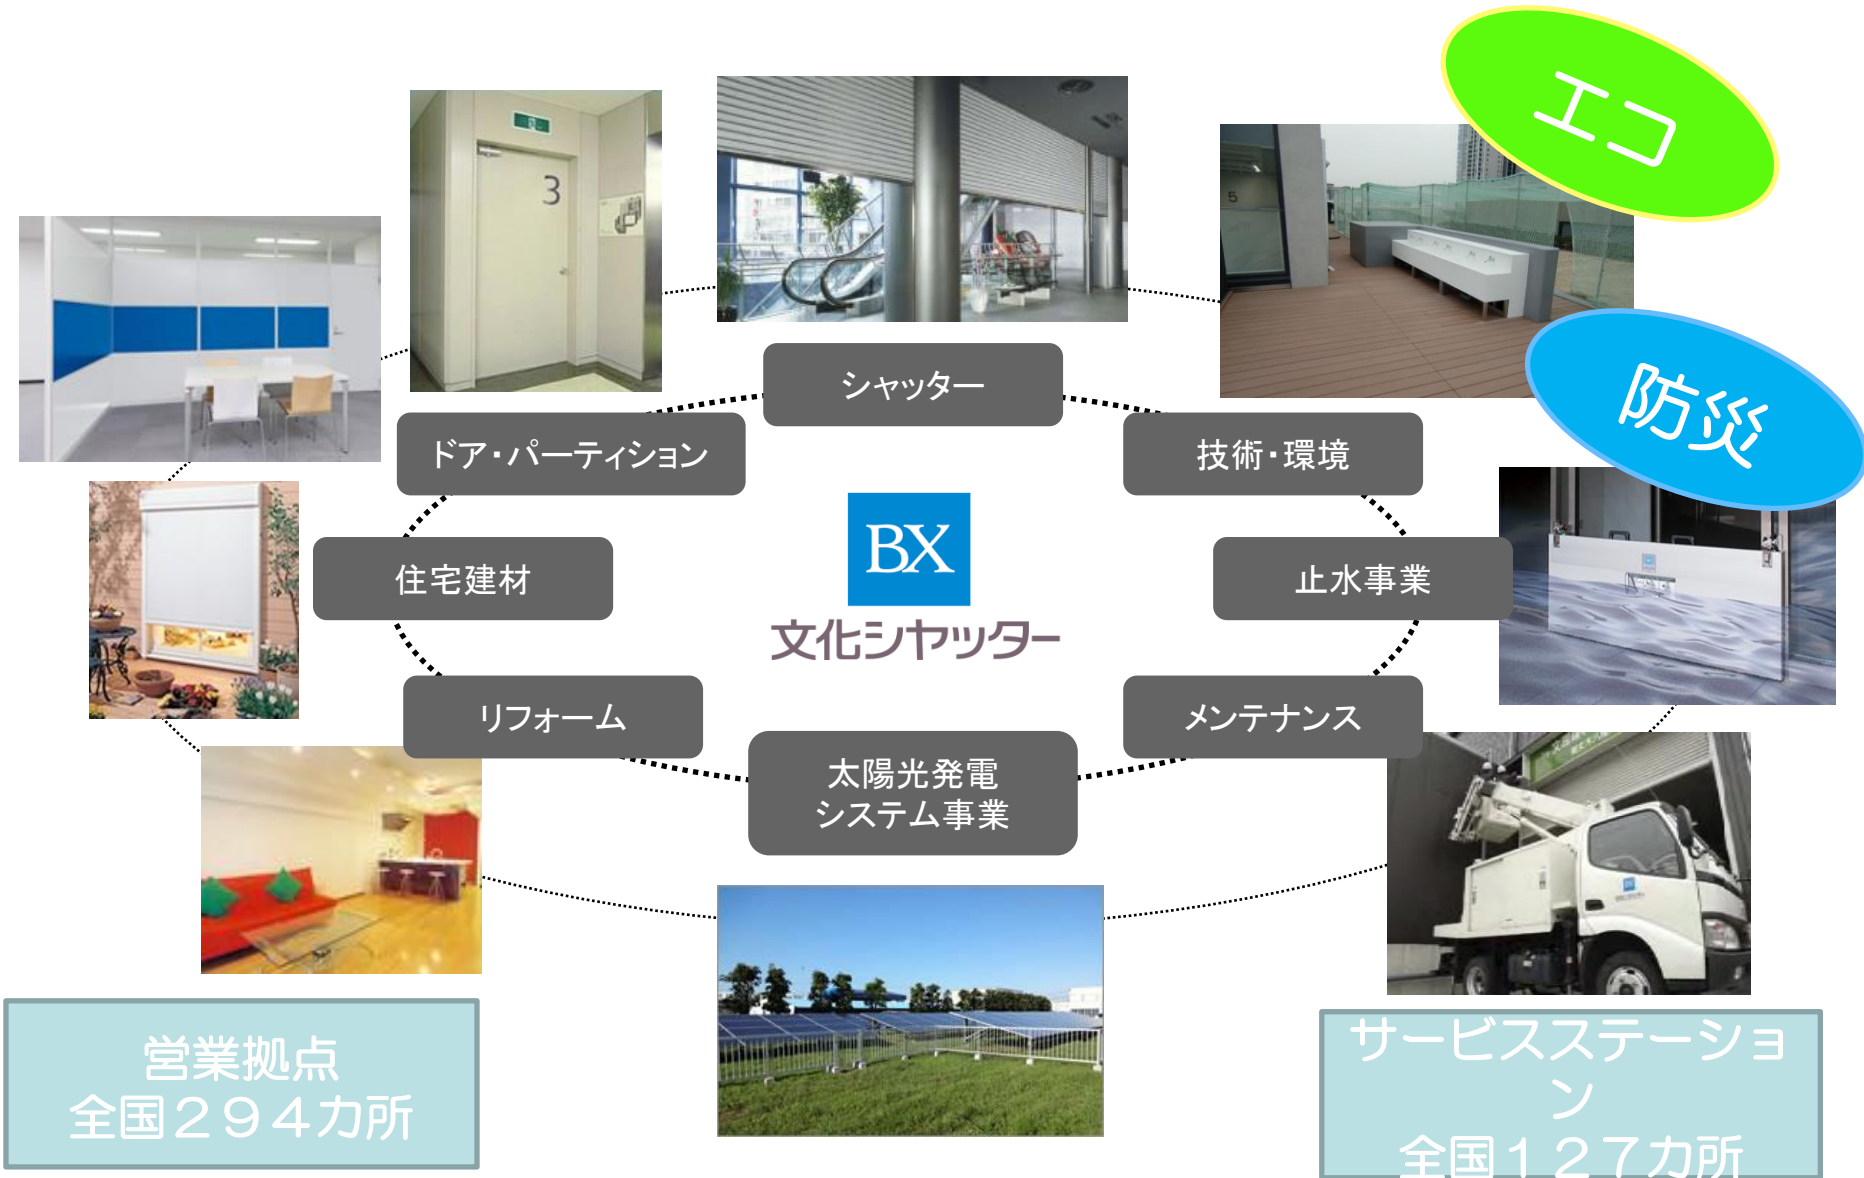 エコ
3
5
シャッター
防災
ドア・パーティション
技術・環境
BX
文化シヤッター
住宅建材
止水事業
リフォーム
メンテナンス
太陽光発電
システム事業
BX
営業拠点
全国２９４カ所
サービスステーショ
ン
全国１２７カ所